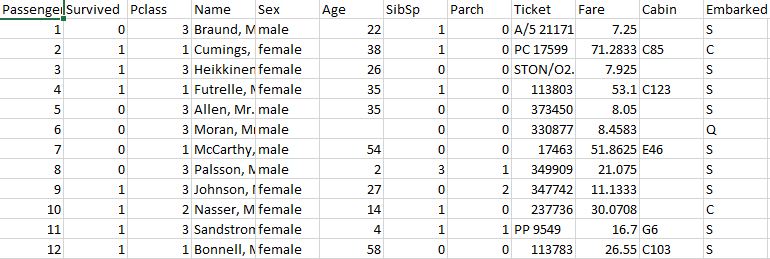 Passenger Survived Pclass Name Sex Age SibSp Parch Ticket Fare Cabin Embarked
1 0 3 Braund, M male 22 1 0 A/5 21171 7.25 S
2 1 1 Cumings, female 38 1 0 PC 17599 71.2833 C85 C
3 1 3 Heikkinen female 26 0 0 STON/O2. 7.925 S
4 1 1 Futrelle, M female 35 1 0 113803 53.1 C123 S
5 0 3 Allen, Mr. male 35 0 0 373450 8.05 S
6 0 3 Moran, Mr male 0 0 330877 8.4583 Q
7 0 1 McCarthy, male 54 0 0 17463 51.8625 E46 S
8 0 3 Palsson, M male 2 3 1 349909 21.075 S
9 1 3 Johnson, female 27 0 2 347742 11.1333 S
10 1 2 Nasser, M female 14 1 0 237736 30.0708 C
11 1 3 Sandstrom female 4 1 1 PP 9549 16.7 G6 S
12 1 1 Bonnell, M female 58 0 0 113783 26.55 C103 S